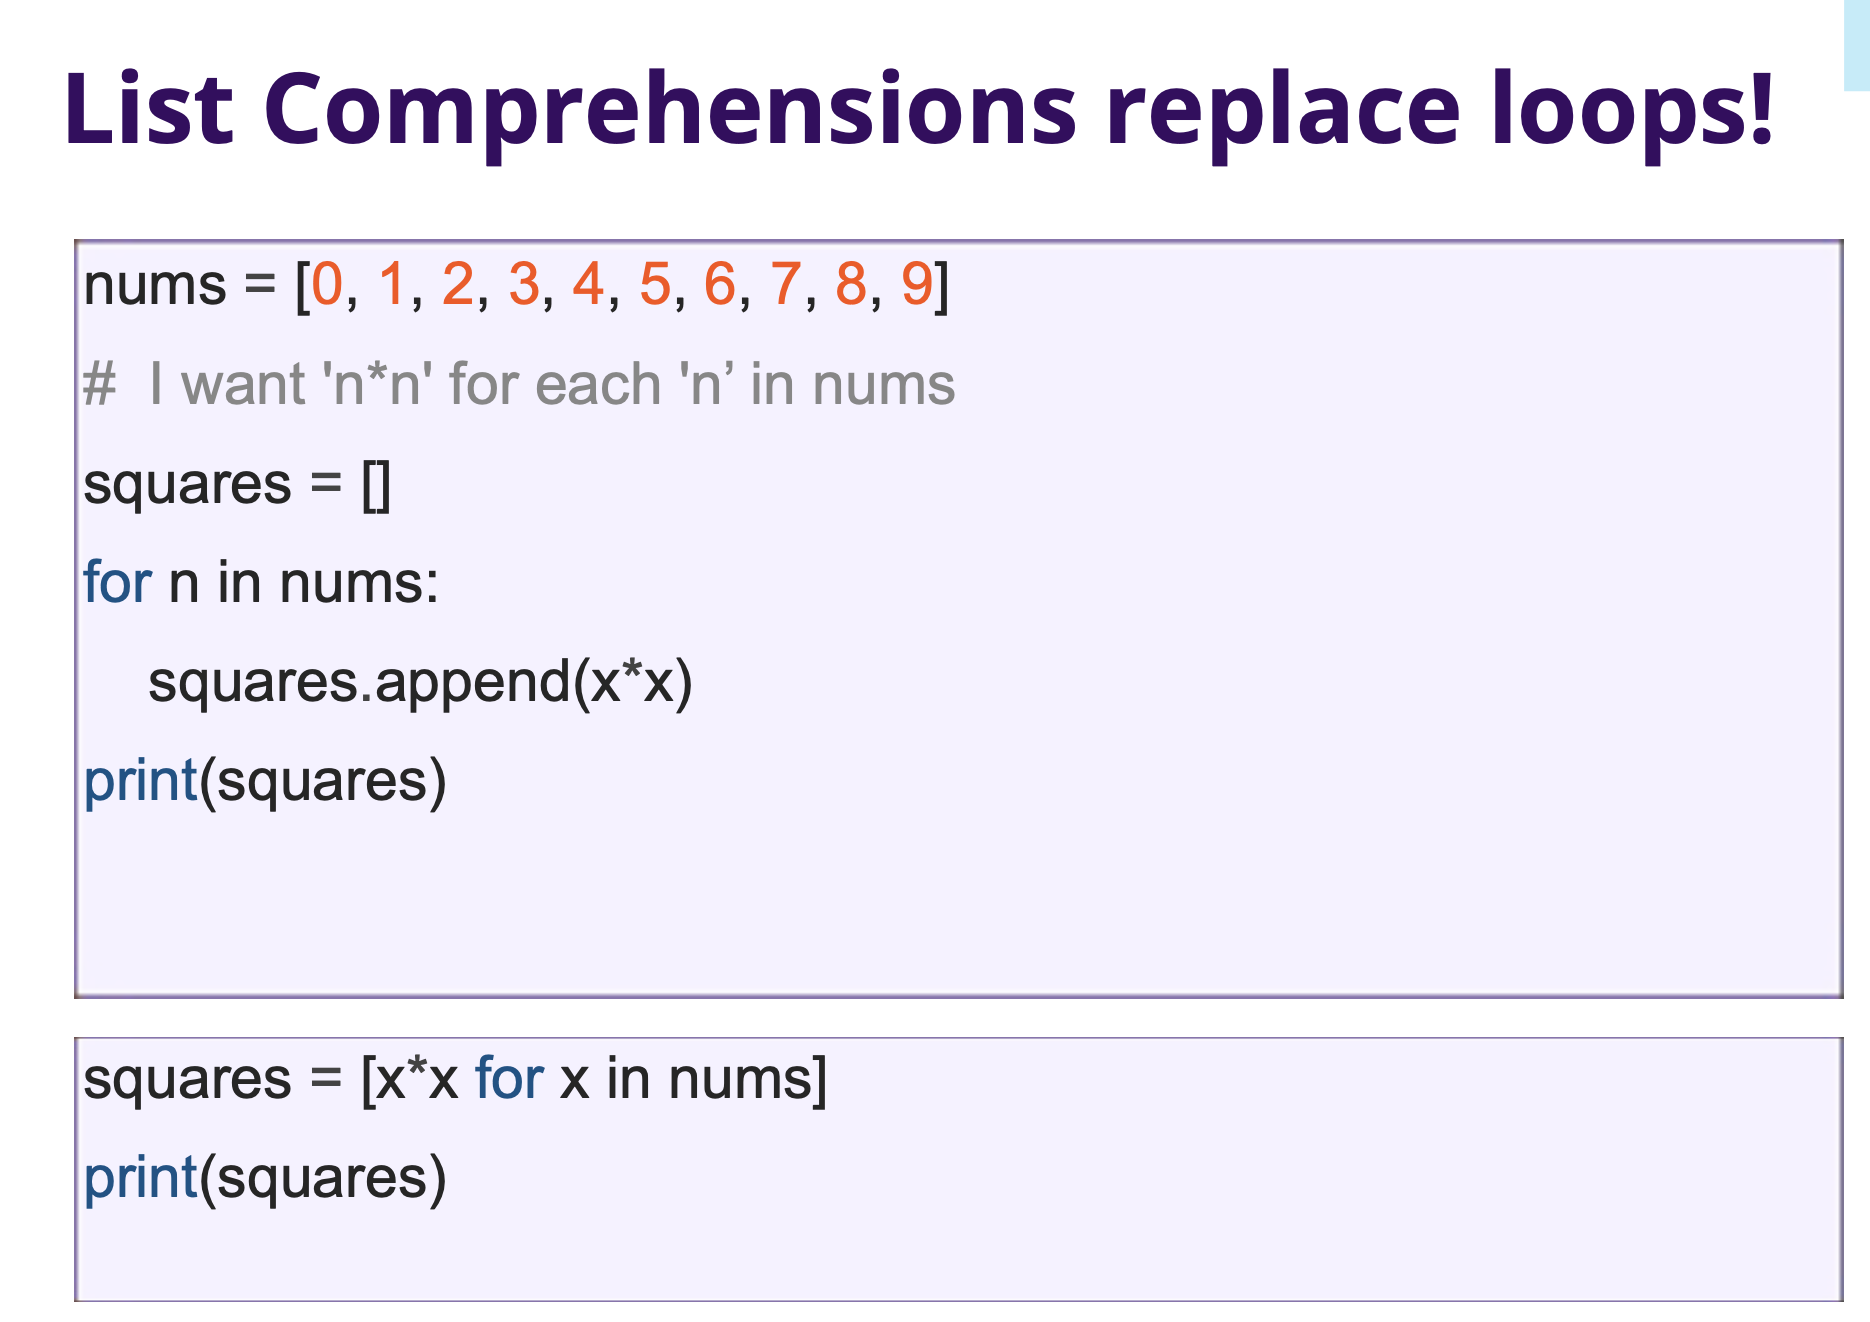 List Comprehensions replace loops!
nums = [0, 1, 2, 3, 4, 5, 6, 7, 8, 9]
#  I want 'n*n' for each 'n’ in nums
squares = []
for n in nums:
    squares.append(x*x)
print(squares)
squares = [x*x for x in nums]
print(squares)